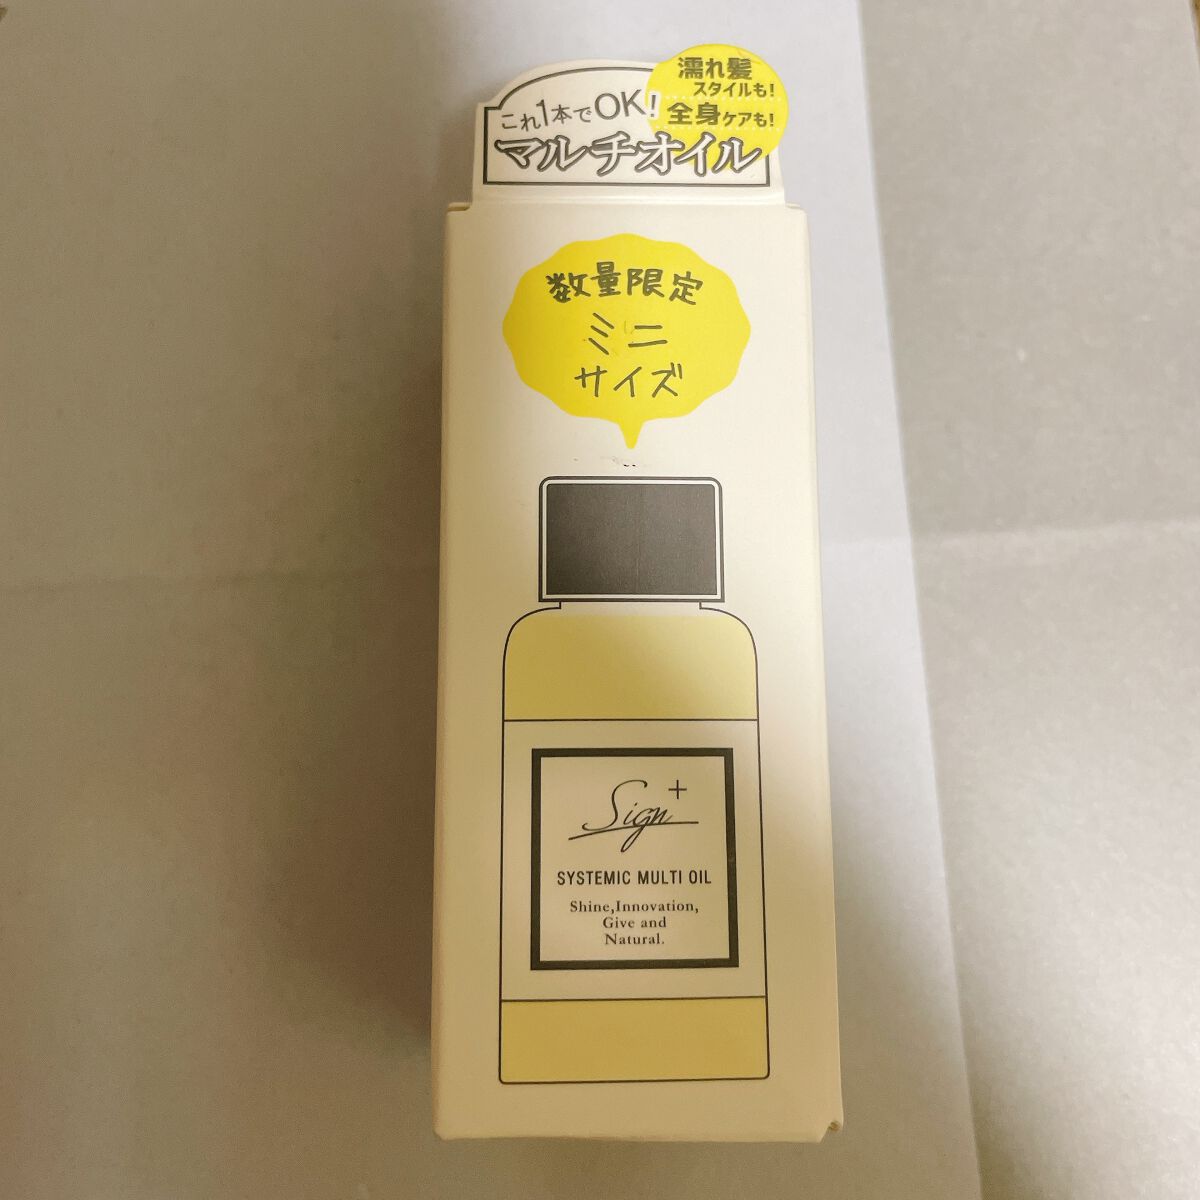 濡れ髪
スタイルも!
全身ケアも!
これ1本でOK!
マルチオイル
数量限定
ミニ
サイズ
Sign+
SYSTEMIC MULTI OIL
Shine,Innovation,
Give and
Natural.